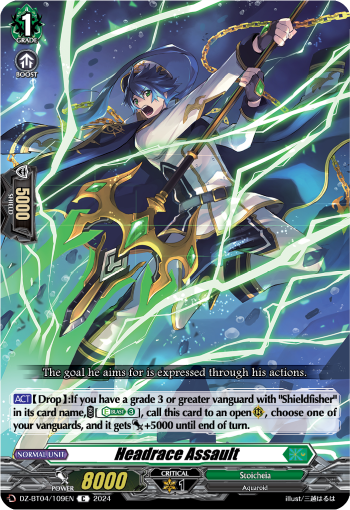 1
GRADE
BOOST
5000
SHIELD
The goal he aims for is expressed through his actions.
ACT【Drop】:If you have a grade 3 or greater vanguard with "Shieldfisher"
in its card name, [E-BLAST 3], call this card to an open R, choose one of
your vanguards, and it gets +5000 until end of turn.
NORMAL UNIT
Headrace Assault
POWER
8000
CRITICAL
1
Stoicheia
Aquaroid
DZ-BT04/109EN C 2024
illust/三越はるは